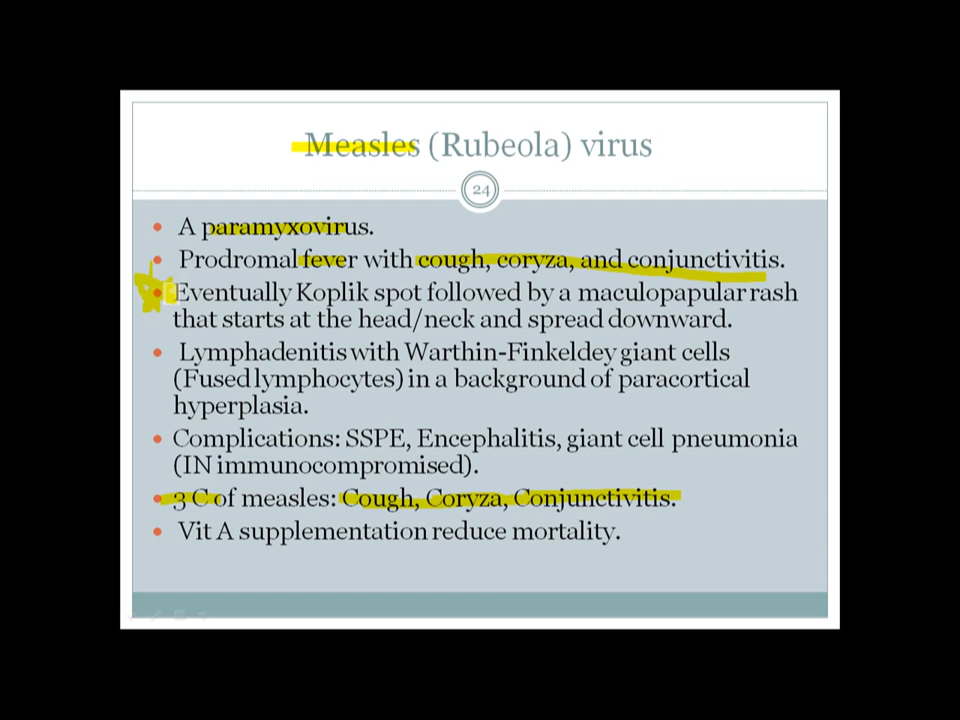 Measles (Rubeola) virus
24
• A paramyxovirus.
• Prodromal fever with cough, coryza, and conjunctivitis.
• Eventually Koplik spot followed by a maculopapular rash
that starts at the head/neck and spread downward.
• Lymphadenitis with Warthin-Finkeldey giant cells
(Fused lymphocytes) in a background of paracortical
hyperplasia.
• Complications: SSPE, Encephalitis, giant cell pneumonia
(IN immunocompromised).
• 3 C of measles: Cough, Coryza, Conjunctivitis.
• Vit A supplementation reduce mortality.